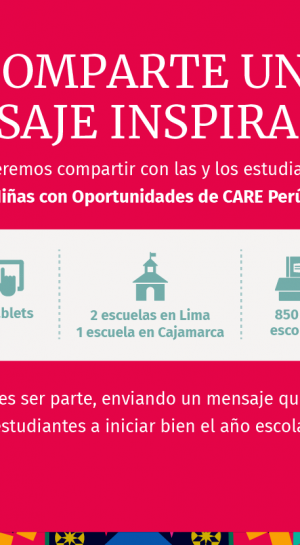 OMPARTE UN
SAJE INSPIRA
eremos compartir con las y los estudia
iñas con Oportunidades de CARE Perú
ablets
2 escuelas en Lima
1 escuela en Cajamarca
850
esco
es ser parte, enviando un mensaje qu
estudiantes a iniciar bien el año escola